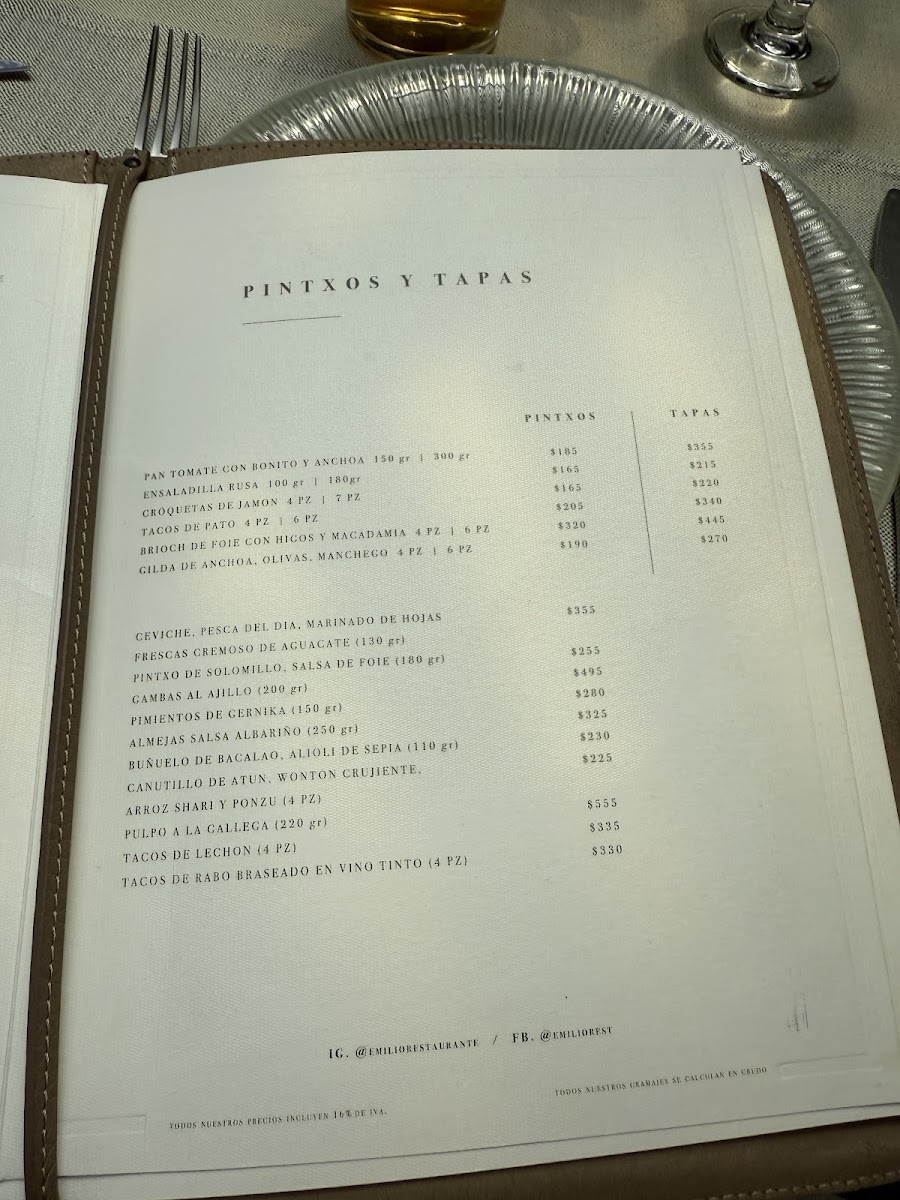 PINTXOS Y TAPAS
PINTXOS TAPAS
PAN TOMATE CON BONITO Y ANCHOA 150 gr | 300 gr $185 $355
ENSALADILLA RUSA 100 gr | 180gr $165 $215
CROQUETAS DE JAMON 4 PZ | 7 PZ $165 $220
TACOS DE PATO 4 PZ | 6 PZ $205 $340
BRIOCH DE FOIE CON HIGOS Y MACADAMIA 4 PZ | 6 PZ $320 $445
GILDA DE ANCHOA, OLIVAS, MANCHEGO 4 PZ | 6 PZ $190 $270
CEVICHE, PESCA DEL DIA, MARINADO DE HOJAS $355
FRESCAS CREMOSO DE AGUACATE (130 gr)
PINTXO DE SOLOMILLO, SALSA DE FOIE (180 gr) $255
GAMBAS AL AJILLO (200 gr) $495
PIMIENTOS DE GERNIKA (150 gr) $280
ALMEJAS SALSA ALBARIÑO (250 gr) $325
BUÑUELO DE BACALAO, ALIOLI DE SEPIA (110 gr) $230
CANUTILLO DE ATUN, WONTON CRUJIENTE, $225
ARROZ SHARI Y PONZU (4 PZ)
PULPO A LA GALLEGA (220 gr) $555
TACOS DE LECHON (4 PZ) $335
TACOS DE RABO BRASEADO EN VINO TINTO (4 PZ) $330
IG. @EMILIORESTAURANTE / FB. @EMILIOREST
TODOS NUESTROS PRECIOS INCLUYEN 16% DE IVA.
TODOS NUESTROS GRAMAJES SE CALCULAN EN CRUDO